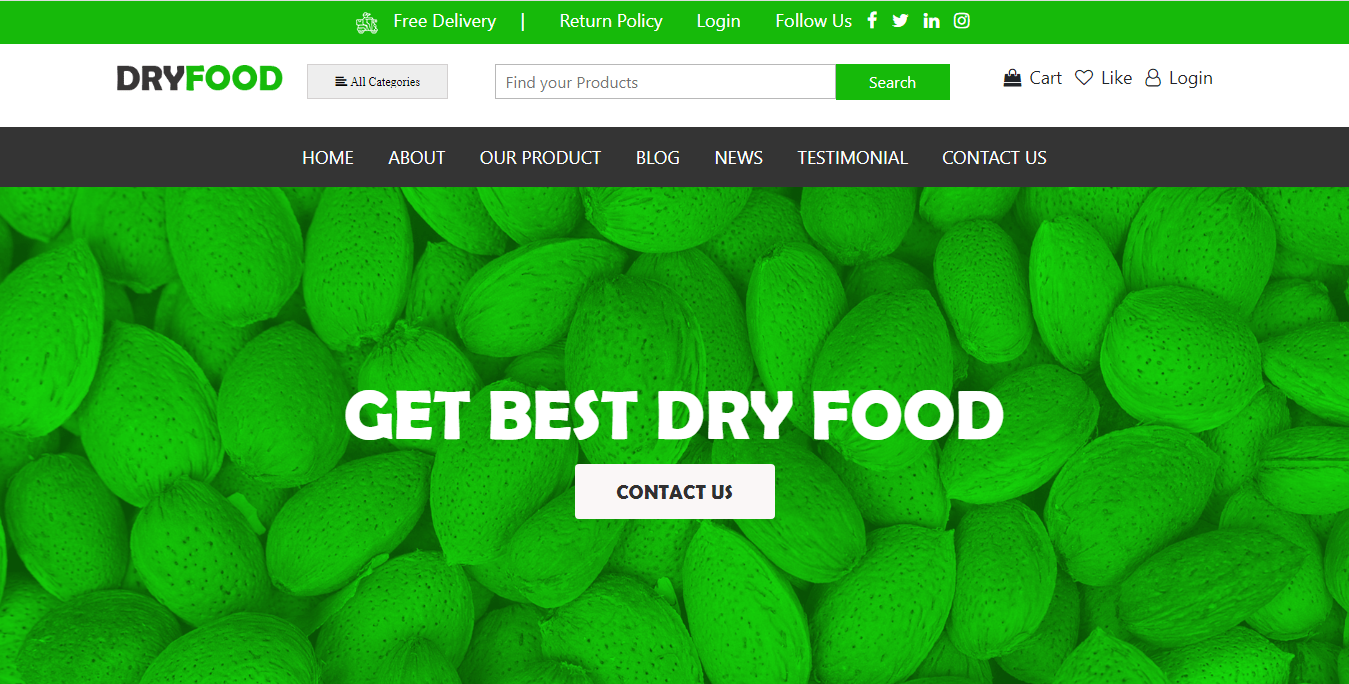 Free Delivery | Return Policy Login Follow Us
DRYFOOD All Categories Find your Products Search Cart Like Login
HOME ABOUT OUR PRODUCT BLOG NEWS TESTIMONIAL CONTACT US
GET BEST DRY FOOD
CONTACT US